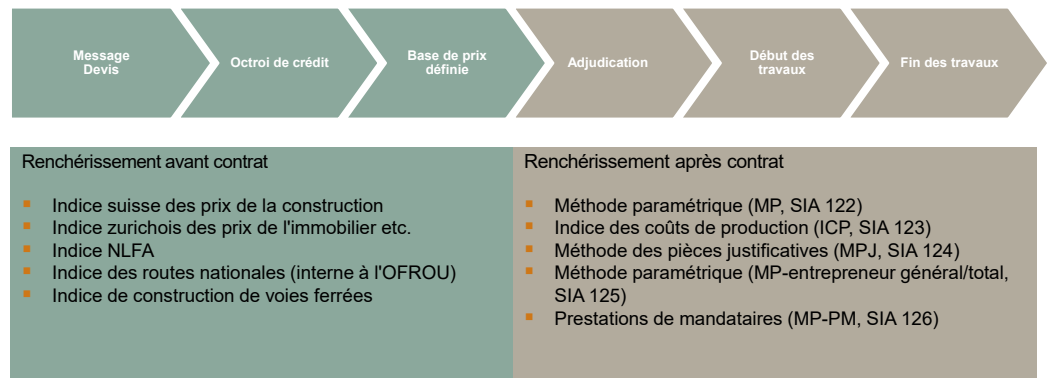 Message
Devis
Octroi de crédit
Base de prix
définie
Adjudication
Début des
travaux
Fin des travaux
Renchérissement avant contrat
Indice suisse des prix de la construction
Indice zurichois des prix de l'immobilier etc.
Indice NLFA
Indice des routes nationales (interne à l'OFROU)
Indice de construction de voies ferrées
Renchérissement après contrat
Méthode paramétrique (MP, SIA 122)
Indice des coûts de production (ICP, SIA 123)
Méthode des pièces justificatives (MPJ, SIA 124)
Méthode paramétrique (MP-entrepreneur général/total,
SIA 125)
Prestations de mandataires (MP-PM, SIA 126)